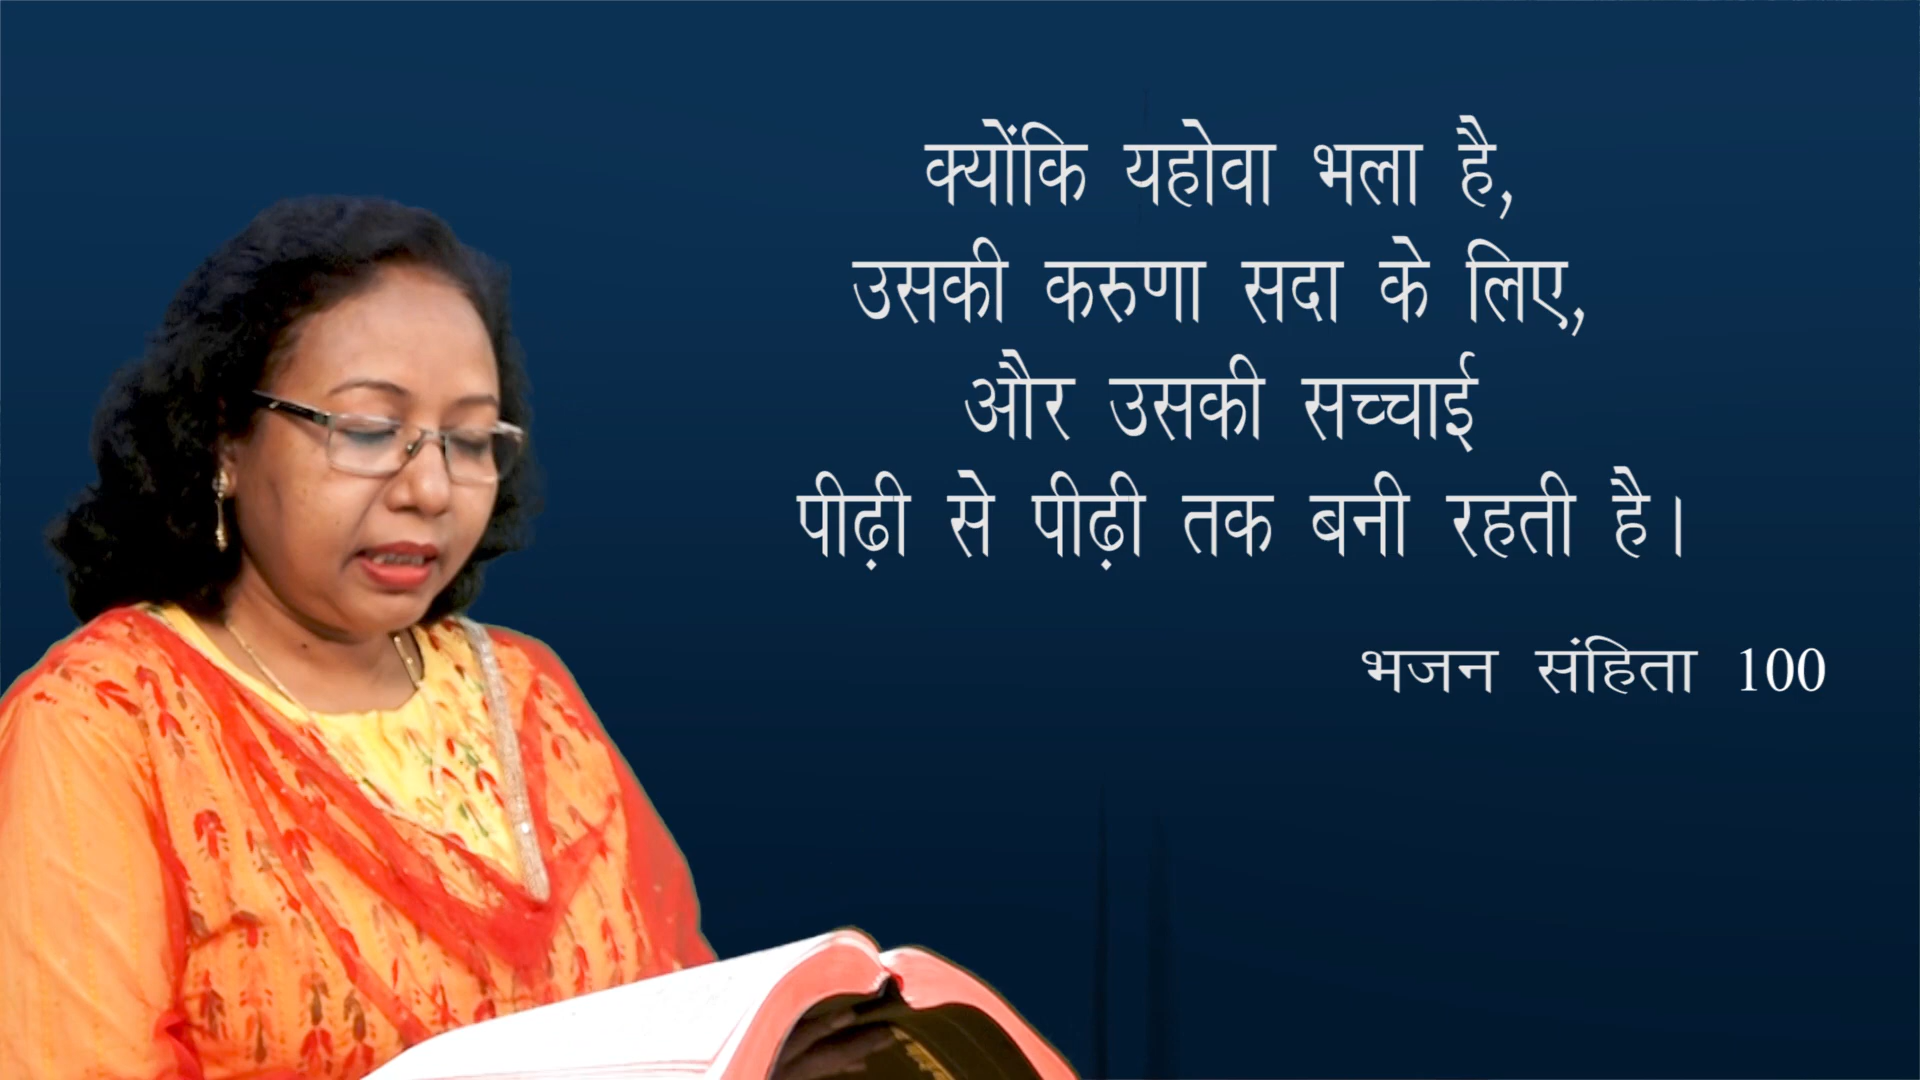 क्योंकि यहोवा भला है,
उसकी करुणा सदा के लिए,
और उसकी सच्चाई
पीढ़ी से पीढ़ी तक बनी रहती है।
भजन संहिता 100